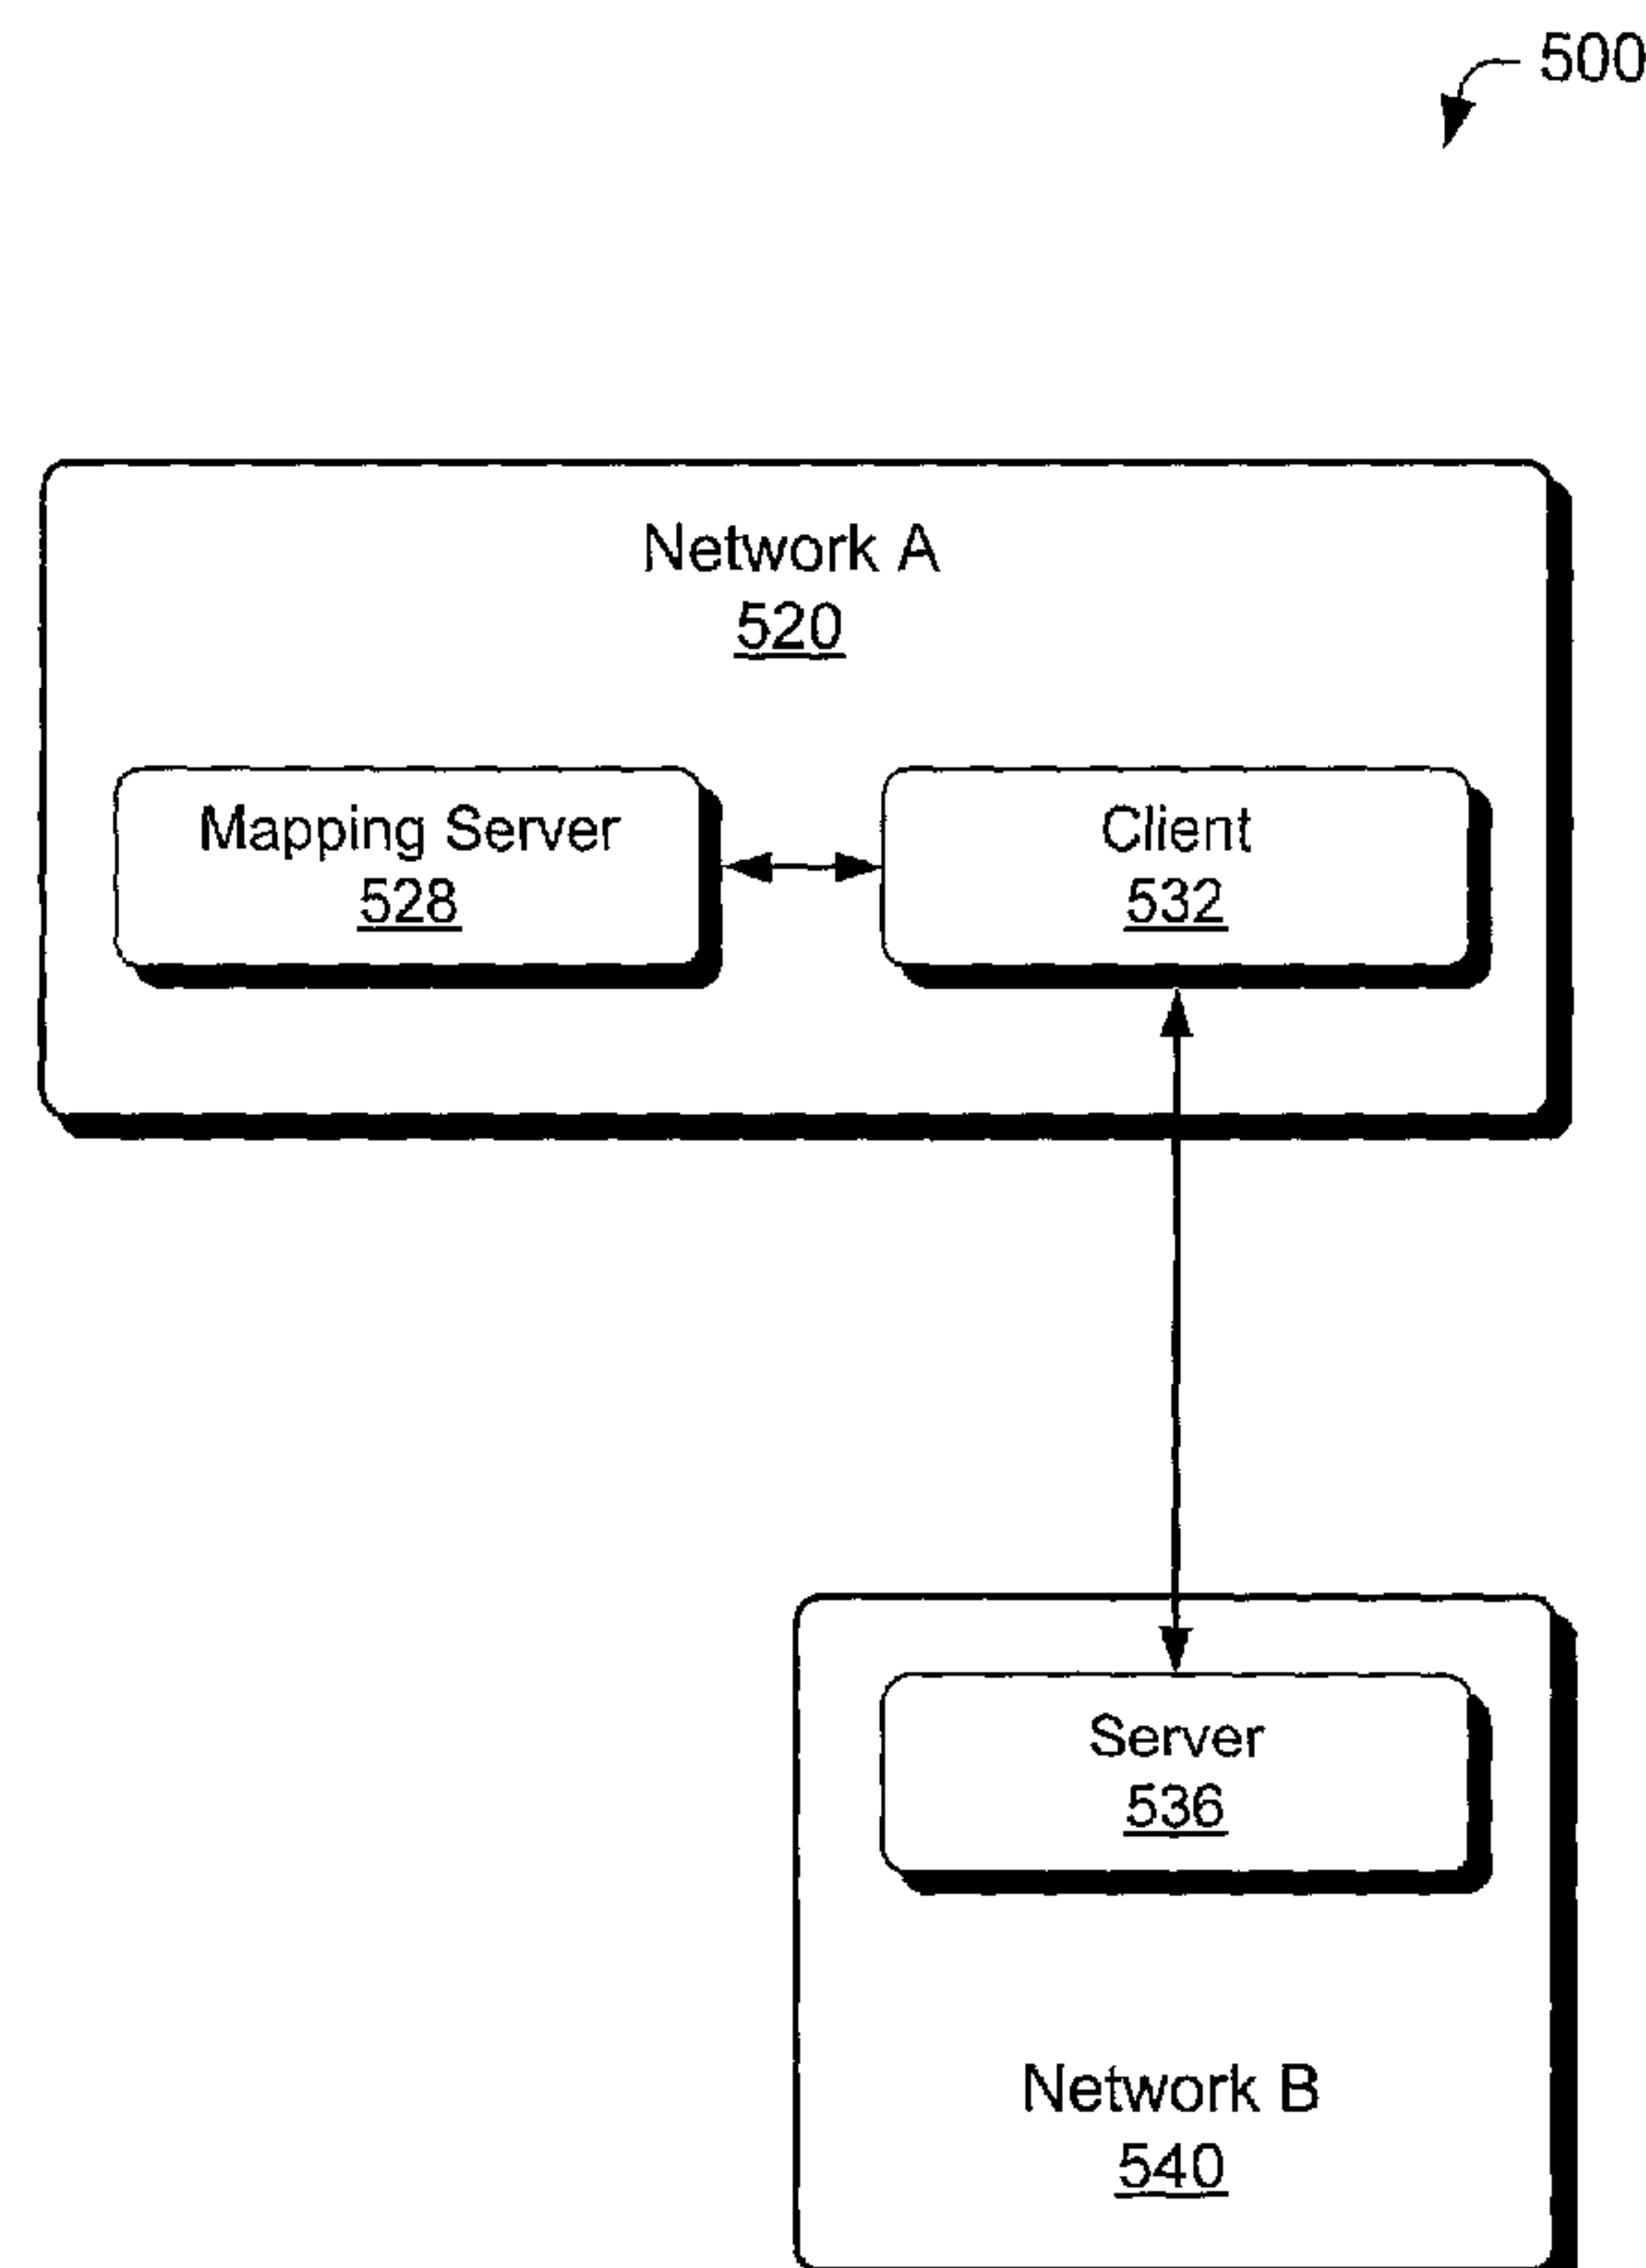 500
Network A
520
Mapping Server
528
Client
532
Server
536
Network B
540